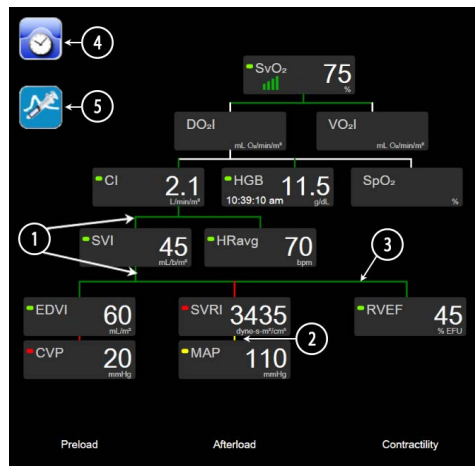 4
5
SvO₂ 75
%
DO₂I
mL O₂/min/m²
VO₂I
mL O₂/min/m²
CI 2.1
L/min/m²
HGB 11.5
10:39:10 am g/dL
SpO₂
%
1
SVI 45
mL/b/m²
HRavg 70
bpm
3
EDVI 60
mL/m²
SVRI 3435
dyne-s-m²/cm⁵
RVEF 45
% EFU
2
CVP 20
mmHg
MAP 110
mmHg
Preload Afterload Contractility